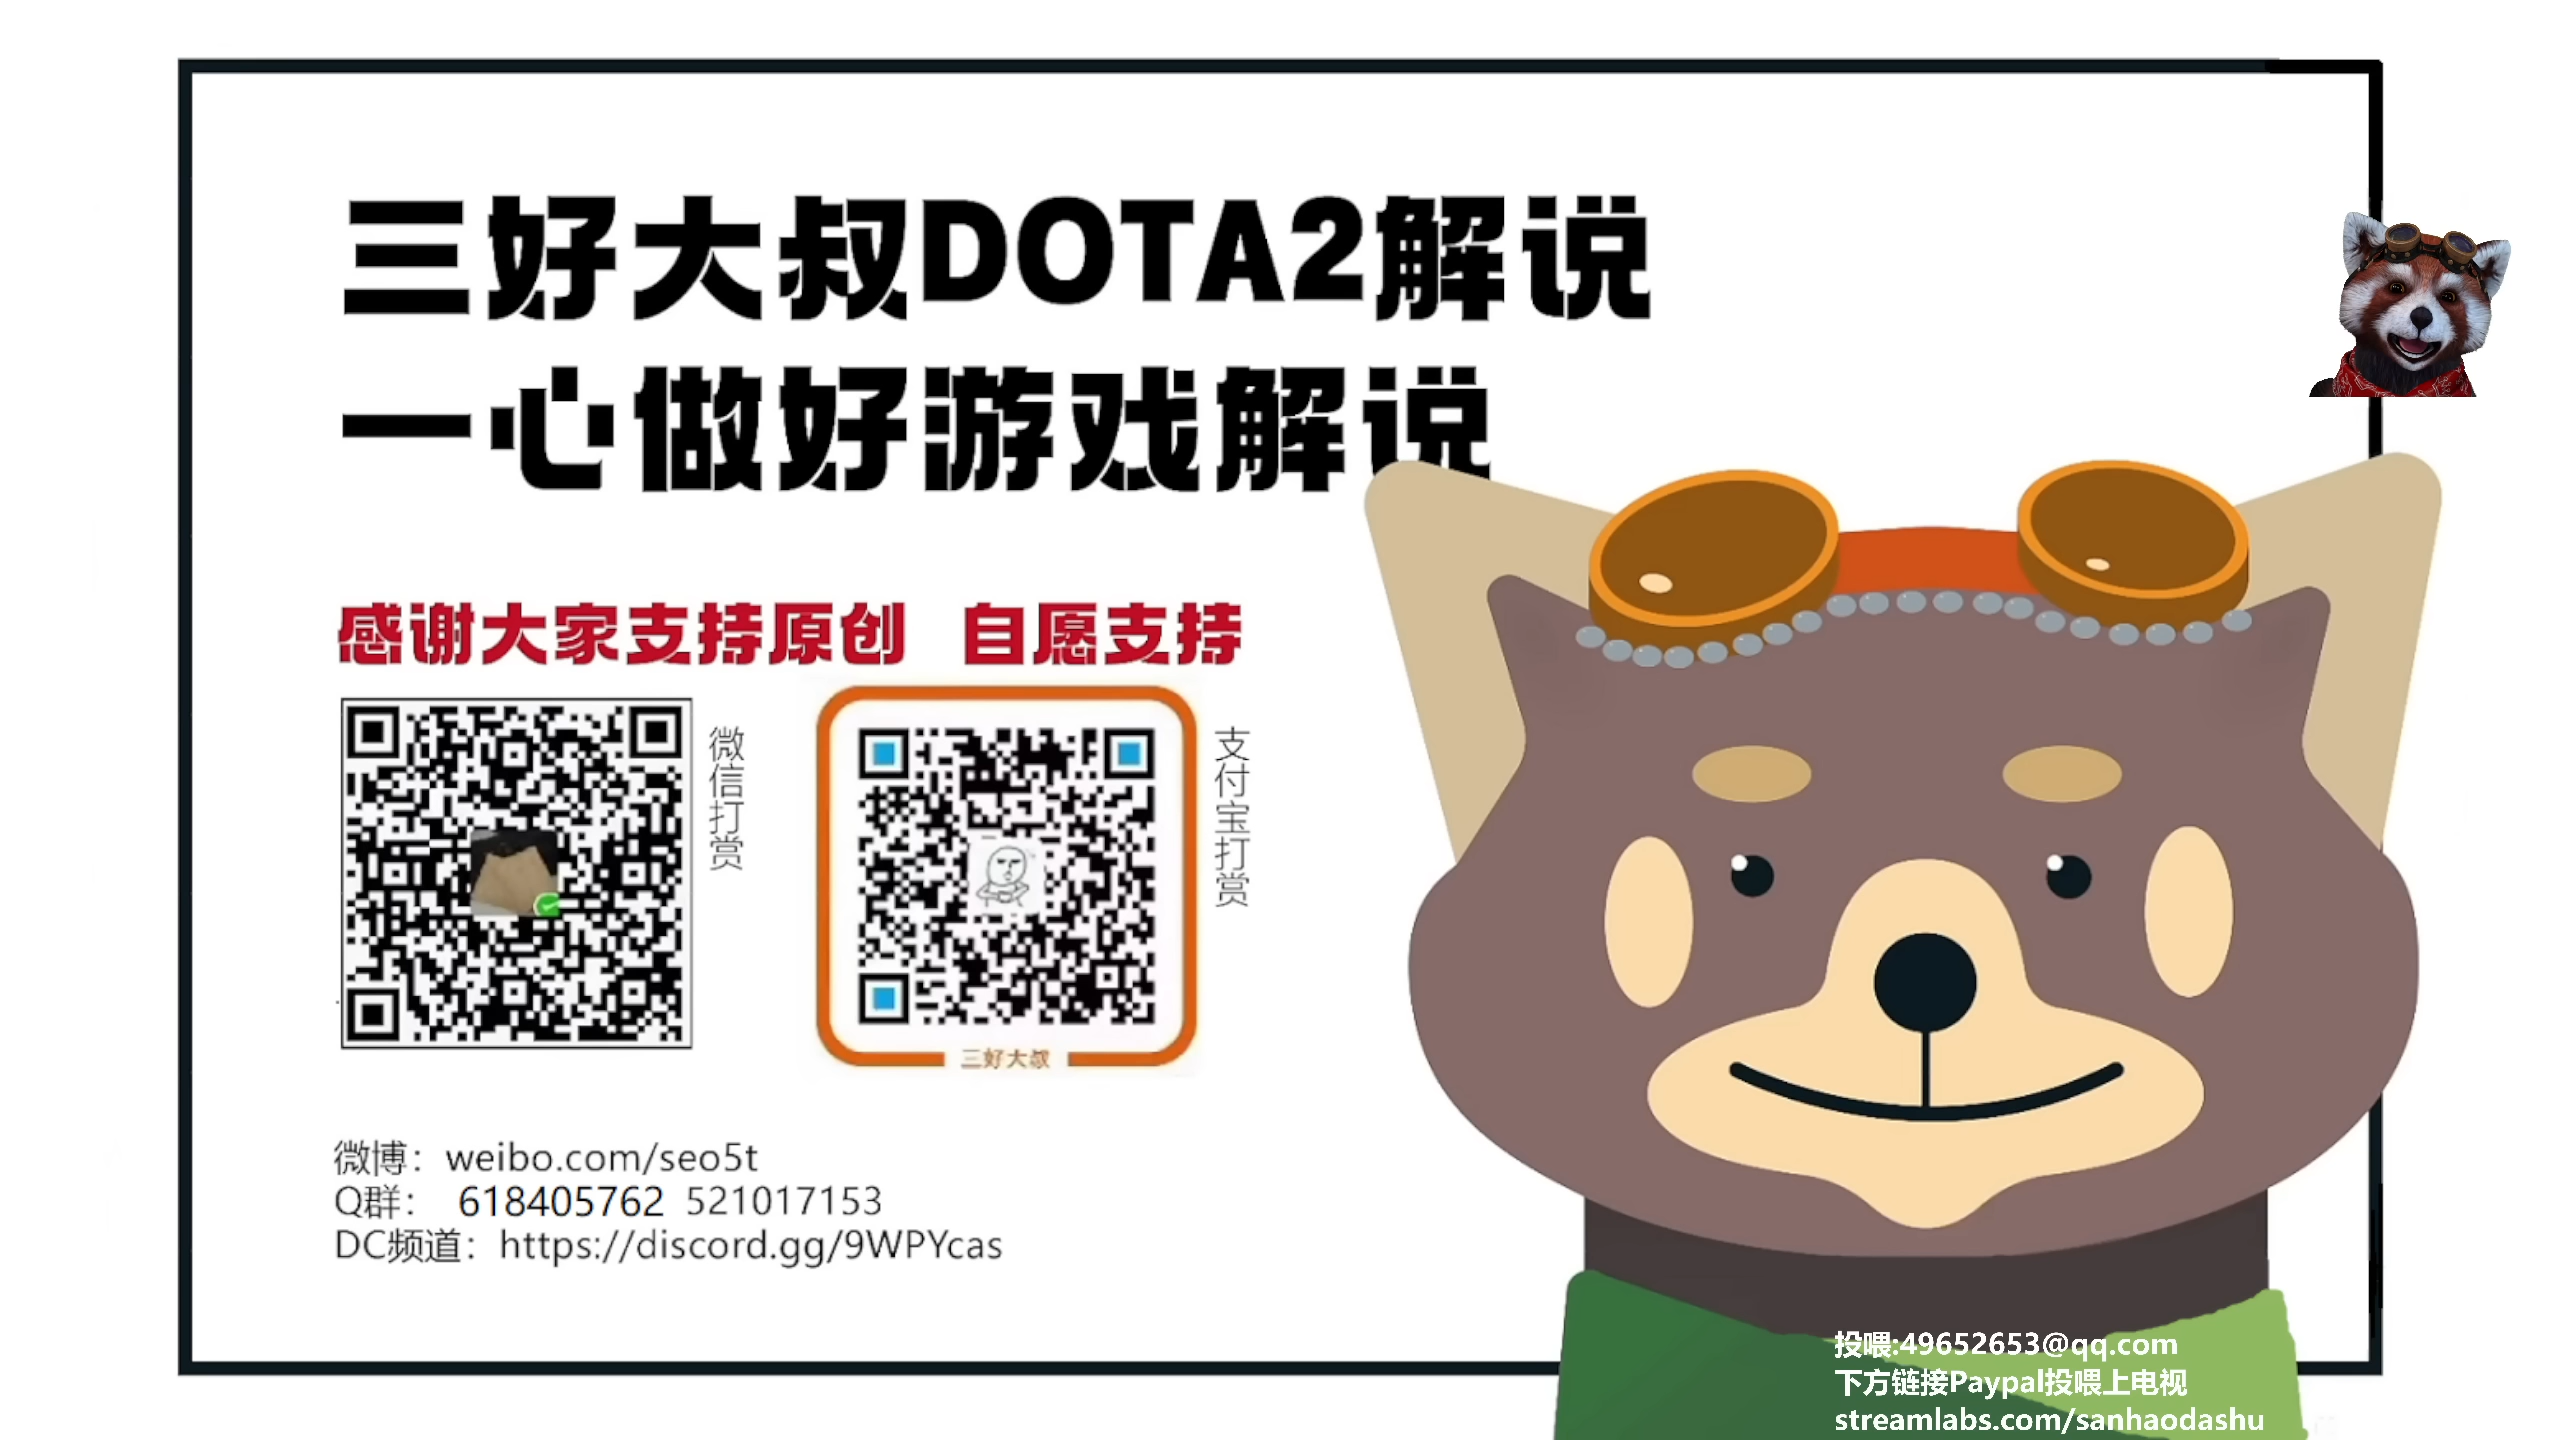 三好大叔DOTA2解说
一心做好游戏解说
感谢大家支持原创 自愿支持
微信打赏
支付宝打赏
三好大叔
微博：weibo.com/seo5t
Q群： 618405762 521017153
DC频道：https://discord.gg/9WPYcas
投喂:49652653@qq.com
下方链接Paypal投喂上电视
streamlabs.com/sanhaodashu